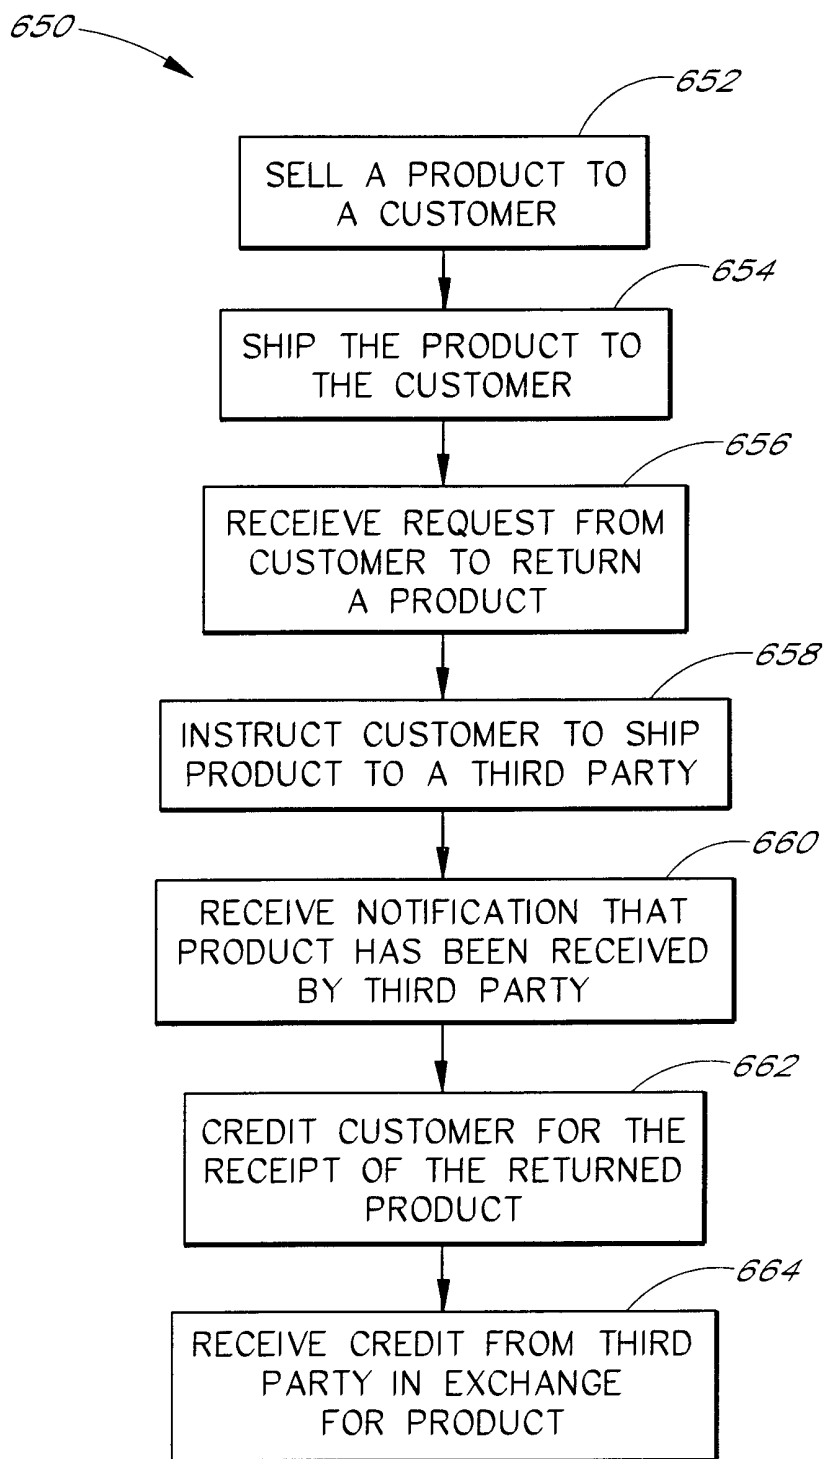 650
652
SELL A PRODUCT TO
A CUSTOMER
654
SHIP THE PRODUCT TO
THE CUSTOMER
656
RECEIEVE REQUEST FROM
CUSTOMER TO RETURN
A PRODUCT
658
INSTRUCT CUSTOMER TO SHIP
PRODUCT TO A THIRD PARTY
660
RECEIVE NOTIFICATION THAT
PRODUCT HAS BEEN RECEIVED
BY THIRD PARTY
662
CREDIT CUSTOMER FOR THE
RECEIPT OF THE RETURNED
PRODUCT
664
RECEIVE CREDIT FROM THIRD
PARTY IN EXCHANGE
FOR PRODUCT